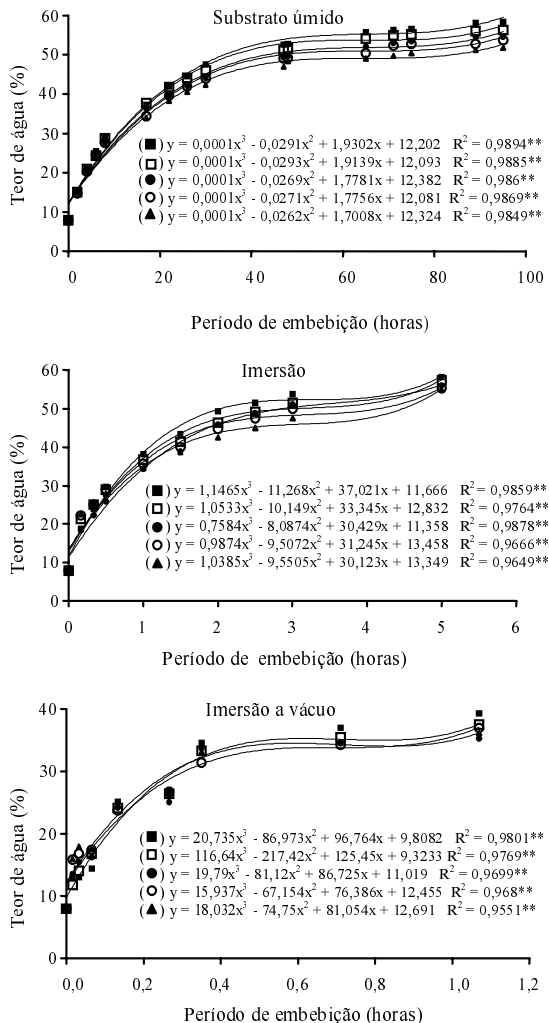 Substrato úmido
Teor de água (%)
60
50
40
30
20
10
0
(■) y = 0,0001x³ - 0,0291x² + 1,9302x + 12,202 R² = 0,9894**
(□) y = 0,0001x³ - 0,0293x² + 1,9139x + 12,093 R² = 0,9885**
(●) y = 0,0001x³ - 0,0269x² + 1,7781x + 12,382 R² = 0,986**
(○) y = 0,0001x³ - 0,0271x² + 1,7756x + 12,081 R² = 0,9869**
(▲) y = 0,0001x³ - 0,0262x² + 1,7008x + 12,324 R² = 0,9849**
0 20 40 60 80 100
Período de embebição (horas)
Imersão
Teor de água (%)
60
50
40
30
20
10
0
(■) y = 1,1465x³ - 11,268x² + 37,021x + 11,666 R² = 0,9859**
(□) y = 1,0533x³ - 10,149x² + 33,345x + 12,832 R² = 0,9764**
(●) y = 0,7584x³ - 8,0874x² + 30,429x + 11,358 R² = 0,9878**
(○) y = 0,9874x³ - 9,5072x² + 31,245x + 13,458 R² = 0,9666**
(▲) y = 1,0385x³ - 9,5505x² + 30,123x + 13,349 R² = 0,9649**
0 1 2 3 4 5 6
Período de embebição (horas)
Imersão a vácuo
Teor de água (%)
40
30
20
10
0
(■) y = 20,735x³ - 86,973x² + 96,764x + 9,8082 R² = 0,9801**
(□) y = 116,64x³ - 217,42x² + 125,45x + 9,3233 R² = 0,9769**
(●) y = 19,79x³ - 81,12x² + 86,725x + 11,019 R² = 0,9699**
(○) y = 15,937x³ - 67,154x² + 76,386x + 12,455 R² = 0,968**
(▲) y = 18,032x³ - 74,75x² + 81,054x + 12,691 R² = 0,9551**
0,0 0,2 0,4 0,6 0,8 1,0 1,2
Período de embebição (horas)